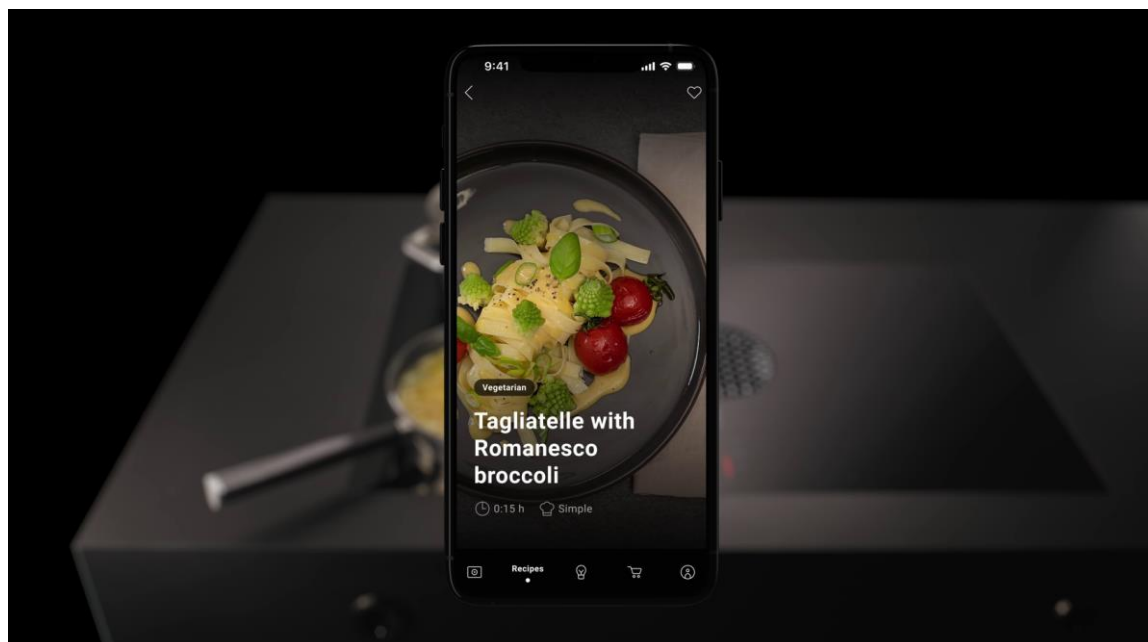 9:41
Vegetarian
Tagliatelle with
Romanesco
broccoli
0:15 h Simple
Recipes